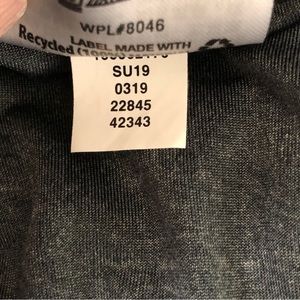 WPL#8046
LABEL MADE WITH
Recycled
SU19
0319
22845
42343